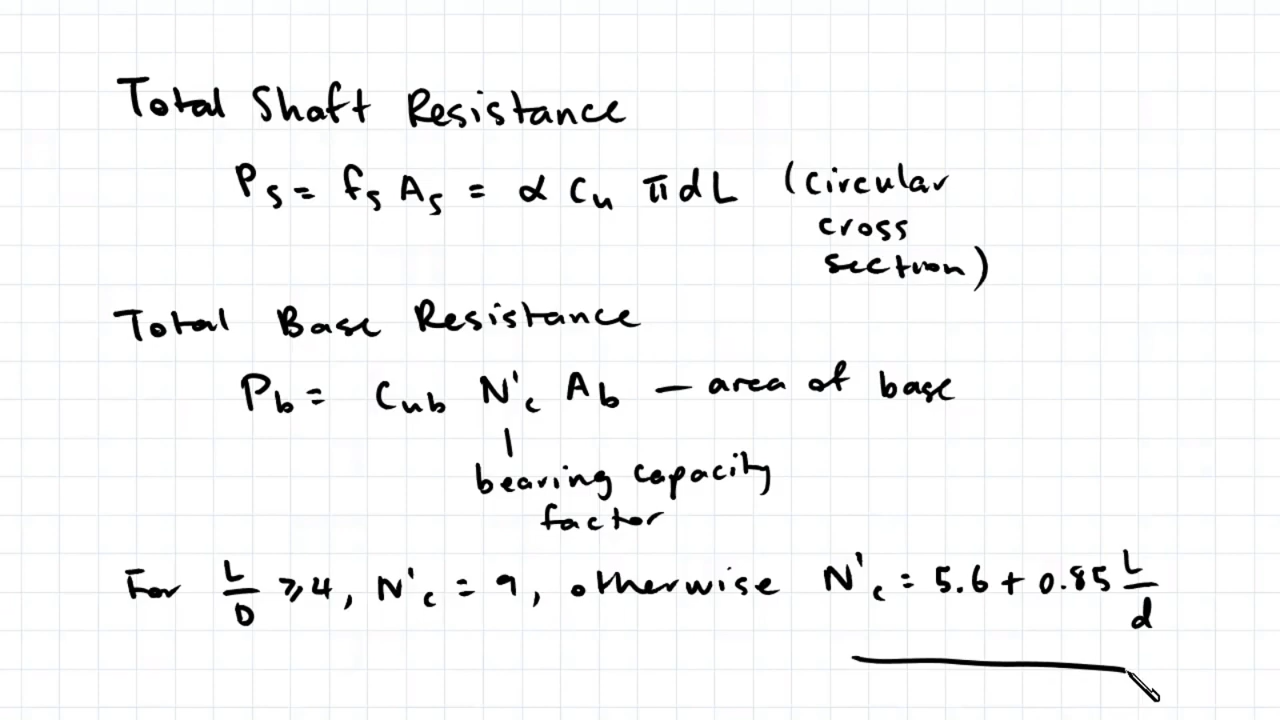 Total Shaft Resistance
Ps = fs As = α Cu π d L (circular
cross
section)
Total Base Resistance
Pb = Cub N'c Ab – area of base
bearing capacity
factor
For L/D ≥ 4, N'c = 9, otherwise N'c = 5.6 + 0.85 L/d